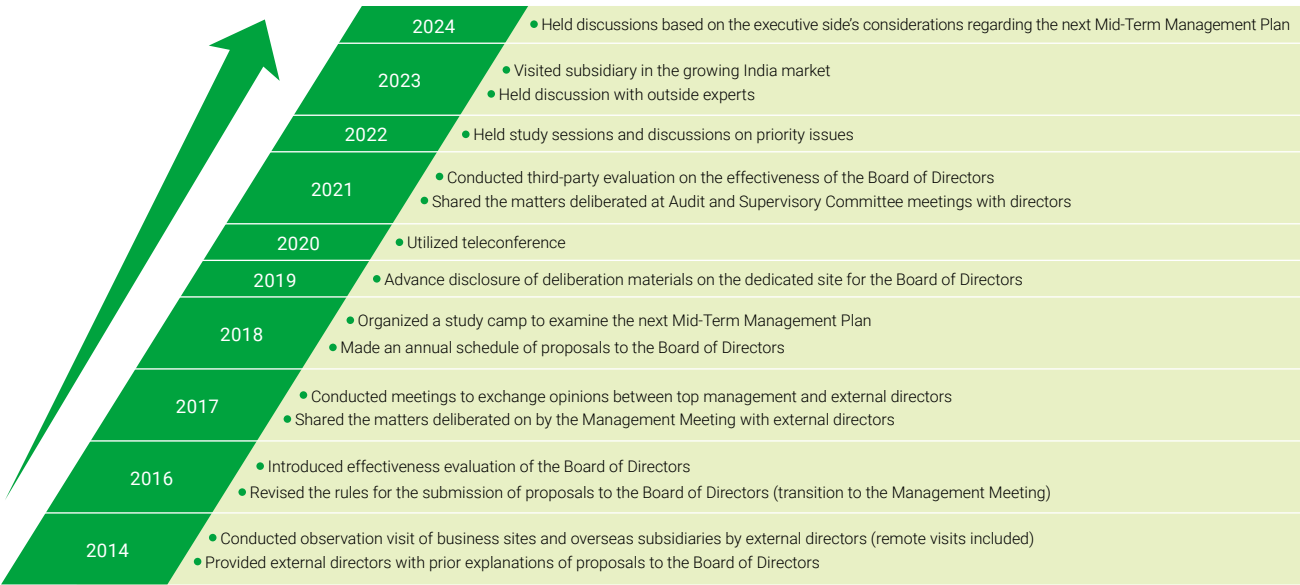 2024
● Held discussions based on the executive side’s considerations regarding the next Mid-Term Management Plan
2023
● Visited subsidiary in the growing India market
● Held discussion with outside experts
2022
● Held study sessions and discussions on priority issues
2021
● Conducted third-party evaluation on the effectiveness of the Board of Directors
● Shared the matters deliberated at Audit and Supervisory Committee meetings with directors
2020
● Utilized teleconference
2019
● Advance disclosure of deliberation materials on the dedicated site for the Board of Directors
2018
● Organized a study camp to examine the next Mid-Term Management Plan
● Made an annual schedule of proposals to the Board of Directors
2017
● Conducted meetings to exchange opinions between top management and external directors
● Shared the matters deliberated on by the Management Meeting with external directors
2016
● Introduced effectiveness evaluation of the Board of Directors
● Revised the rules for the submission of proposals to the Board of Directors (transition to the Management Meeting)
2014
● Conducted observation visit of business sites and overseas subsidiaries by external directors (remote visits included)
● Provided external directors with prior explanations of proposals to the Board of Directors